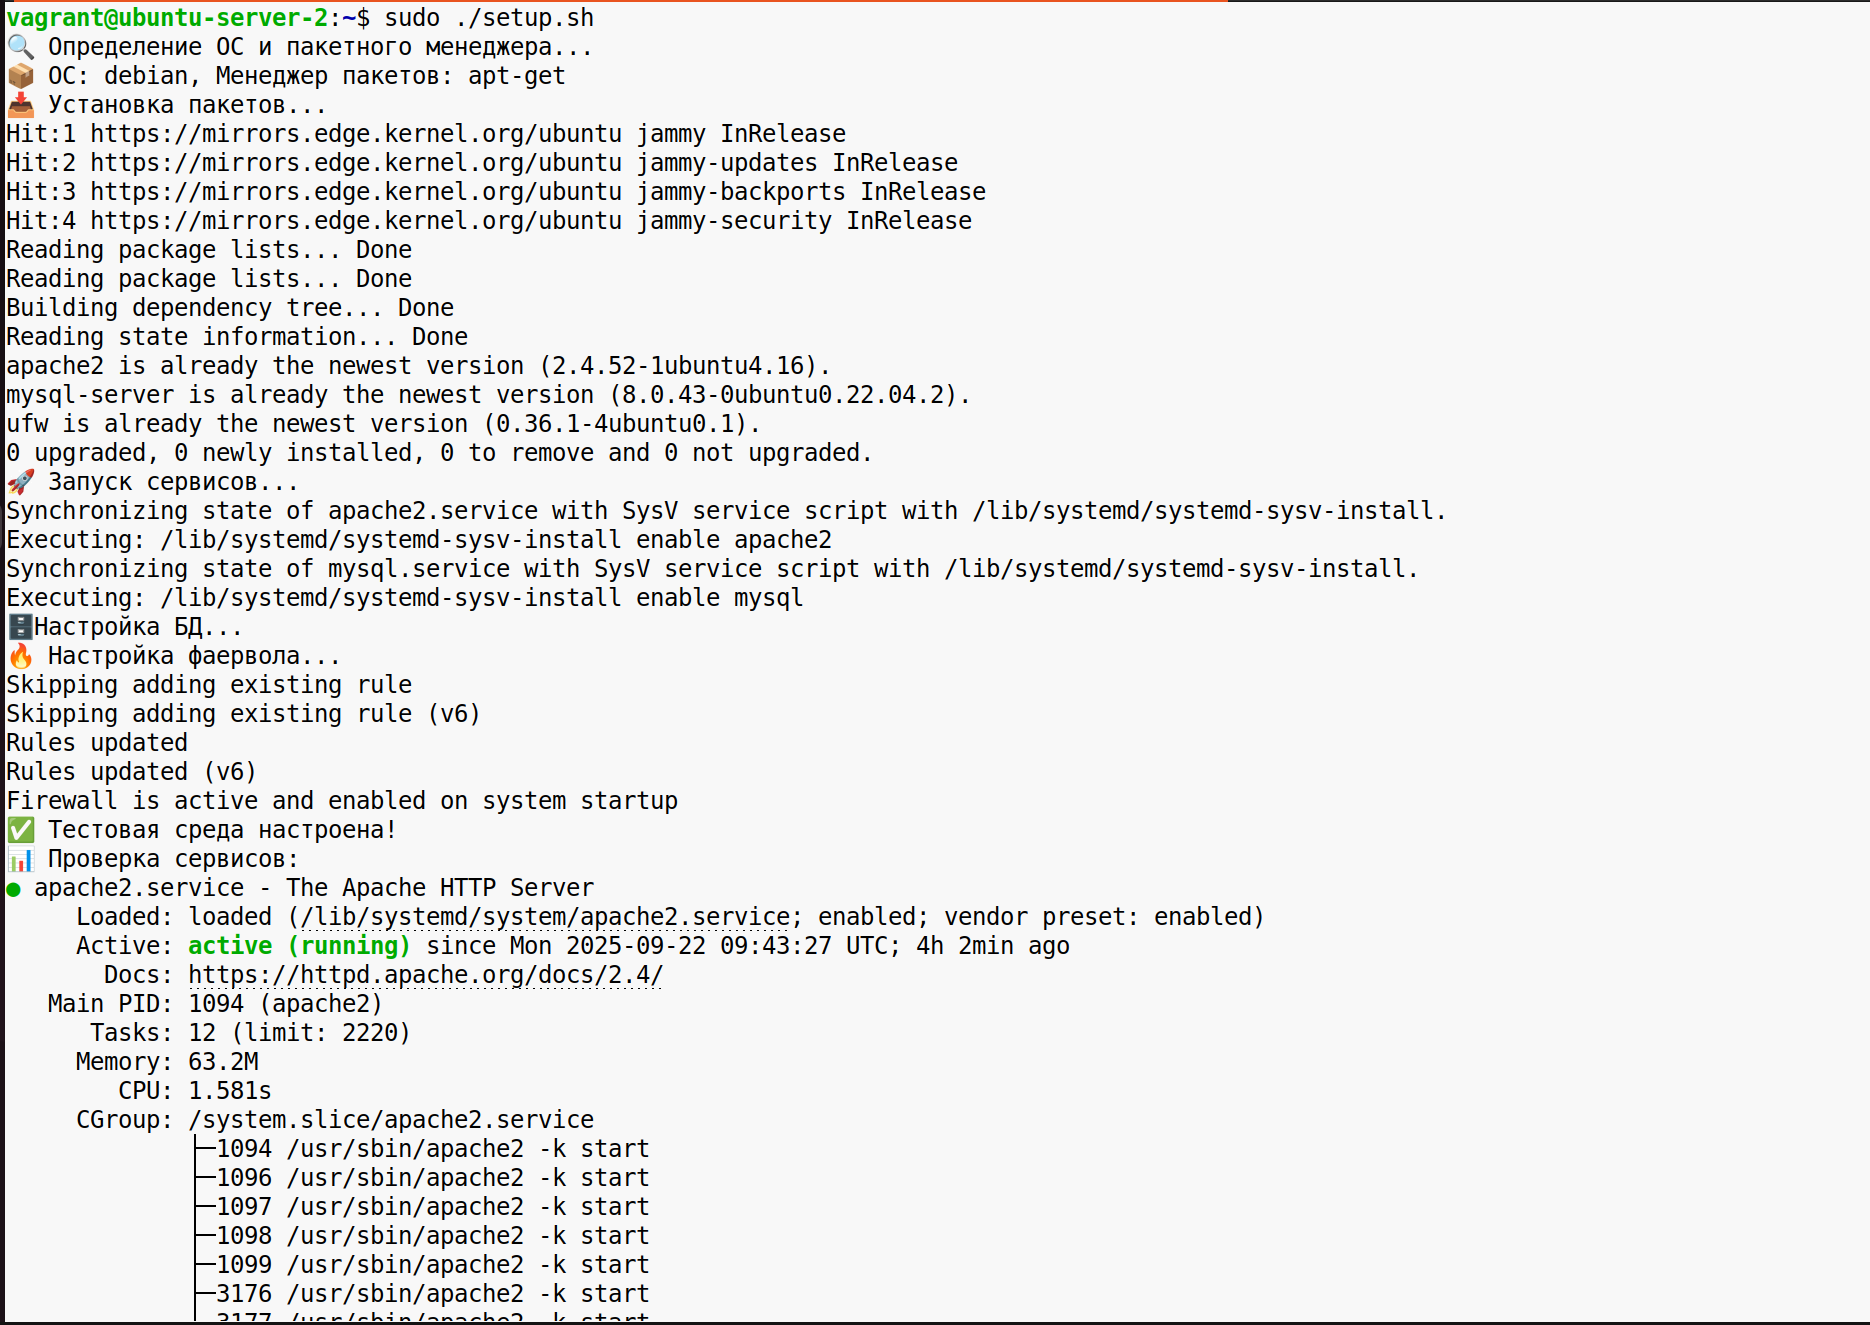 vagrant@ubuntu-server-2:~$ sudo ./setup.sh
🔍 Определение ОС и пакетного менеджера...
📦 ОС: debian, Менеджер пакетов: apt-get
📥 Установка пакетов...
Hit:1 https://mirrors.edge.kernel.org/ubuntu jammy InRelease
Hit:2 https://mirrors.edge.kernel.org/ubuntu jammy-updates InRelease
Hit:3 https://mirrors.edge.kernel.org/ubuntu jammy-backports InRelease
Hit:4 https://mirrors.edge.kernel.org/ubuntu jammy-security InRelease
Reading package lists... Done
Reading package lists... Done
Building dependency tree... Done
Reading state information... Done
apache2 is already the newest version (2.4.52-1ubuntu4.16).
mysql-server is already the newest version (8.0.43-0ubuntu0.22.04.2).
ufw is already the newest version (0.36.1-4ubuntu0.1).
0 upgraded, 0 newly installed, 0 to remove and 0 not upgraded.
🚀 Запуск сервисов...
Synchronizing state of apache2.service with SysV service script with /lib/systemd/systemd-sysv-install.
Executing: /lib/systemd/systemd-sysv-install enable apache2
Synchronizing state of mysql.service with SysV service script with /lib/systemd/systemd-sysv-install.
Executing: /lib/systemd/systemd-sysv-install enable mysql
🗄️Настройка БД...
🔥 Настройка фаервола...
Skipping adding existing rule
Skipping adding existing rule (v6)
Rules updated
Rules updated (v6)
Firewall is active and enabled on system startup
✅ Тестовая среда настроена!
📊 Проверка сервисов:
● apache2.service - The Apache HTTP Server
Loaded: loaded (/lib/systemd/system/apache2.service; enabled; vendor preset: enabled)
Active: active (running) since Mon 2025-09-22 09:43:27 UTC; 4h 2min ago
Docs: https://httpd.apache.org/docs/2.4/
Main PID: 1094 (apache2)
Tasks: 12 (limit: 2220)
Memory: 63.2M
CPU: 1.581s
CGroup: /system.slice/apache2.service
├─1094 /usr/sbin/apache2 -k start
├─1096 /usr/sbin/apache2 -k start
├─1097 /usr/sbin/apache2 -k start
├─1098 /usr/sbin/apache2 -k start
├─1099 /usr/sbin/apache2 -k start
├─3176 /usr/sbin/apache2 -k start